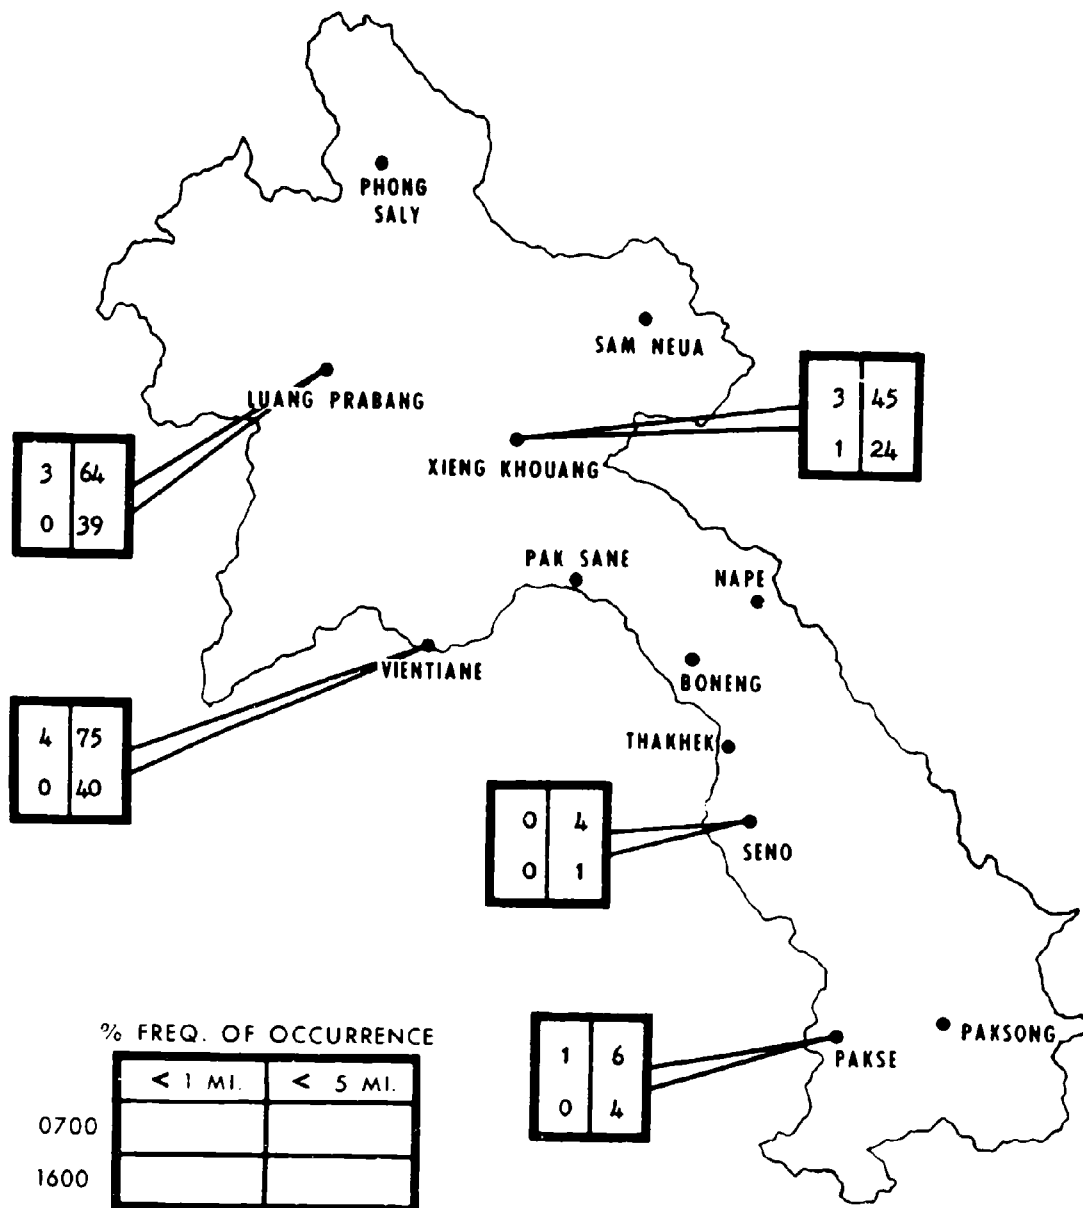 PHONG
SALY
SAM NEUA
LUANG PRABANG
3 45
1 24
XIENG KHOUANG
3 64
0 39
PAK SANE
NAPE
VIENTIANE
BONENG
4 75
0 40
THAKHEK
0 4
0 1
SENO
% FREQ. OF OCCURRENCE
< 1 MI. < 5 MI.
0700
1600
1 6
0 4
PAKSE
PAKSONG